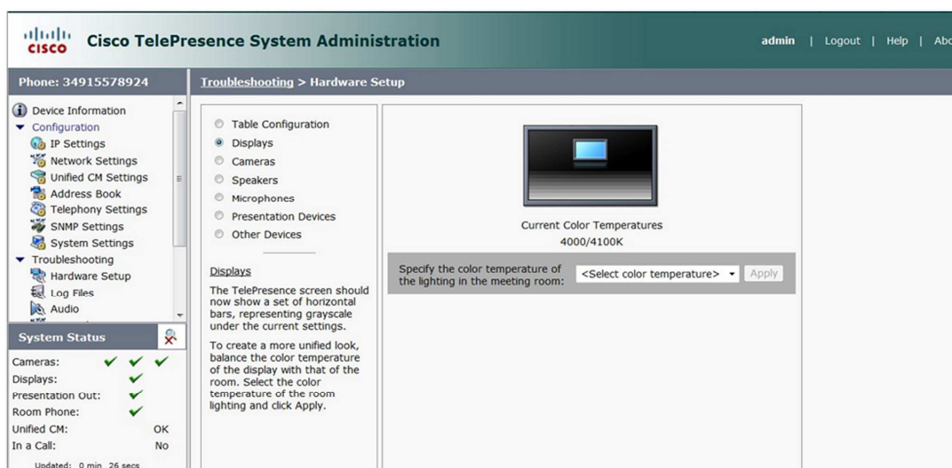 CISCO
Cisco TelePresence System Administration
admin | Logout | Help | Abo
Phone: 34915578924
Troubleshooting > Hardware Setup
Device Information
Configuration
IP Settings
Network Settings
Unified CM Settings
Address Book
Telephony Settings
SNMP Settings
System Settings
Troubleshooting
Hardware Setup
Log Files
Audio
System Status
Cameras:
Displays:
Presentation Out:
Room Phone:
Unified CM: OK
In a Call: No
Updated: 0 min 26 secs
Table Configuration
Displays
Cameras
Speakers
Microphones
Presentation Devices
Other Devices
Displays
The TelePresence screen should
now show a set of horizontal
bars, representing grayscale
under the current settings.
To create a more unified look,
balance the color temperature
of the display with that of the
room. Select the color
temperature of the room
lighting and click Apply.
Current Color Temperatures
4000/4100K
Specify the color temperature of
the lighting in the meeting room:
<Select color temperature>
Apply